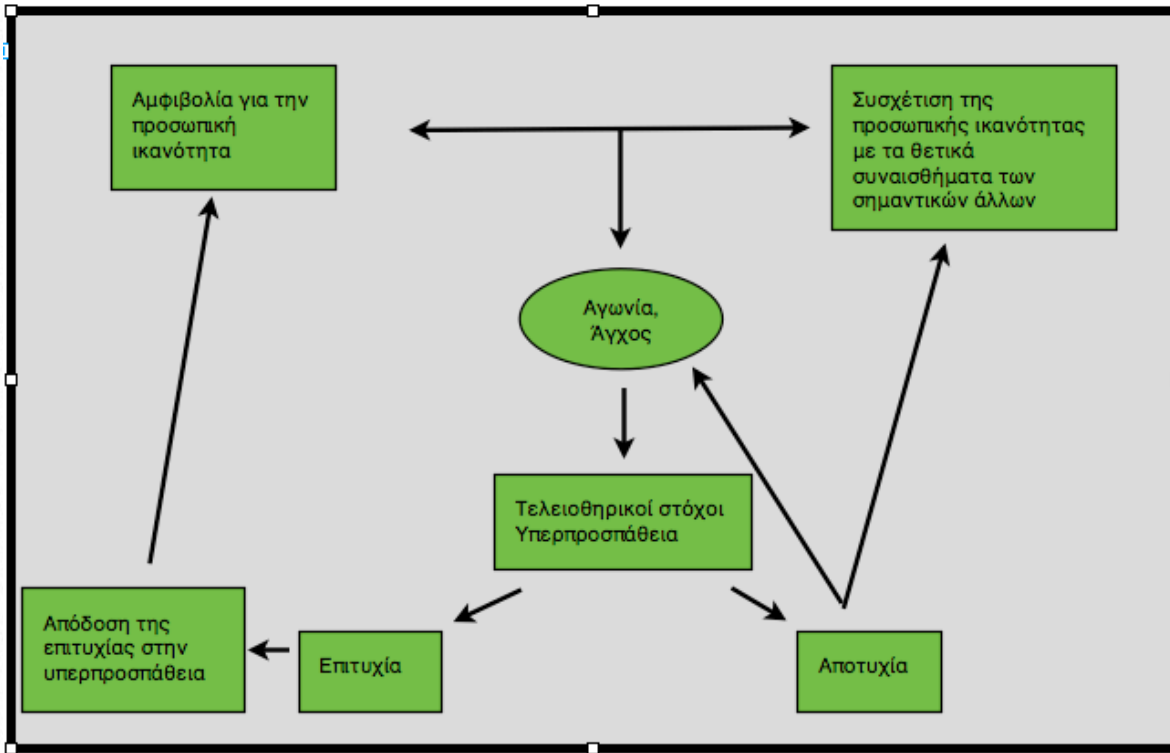 Αμφιβολία για την
προσωπική
ικανότητα
Συσχέτιση της
προσωπικής ικανότητας
με τα θετικά
συναισθήματα των
σημαντικών άλλων
Αγωνία,
Άγχος
Τελειοθηρικοί στόχοι
Υπερπροσπάθεια
Απόδοση της
επιτυχίας στην
υπερπροσπάθεια
Επιτυχία
Αποτυχία